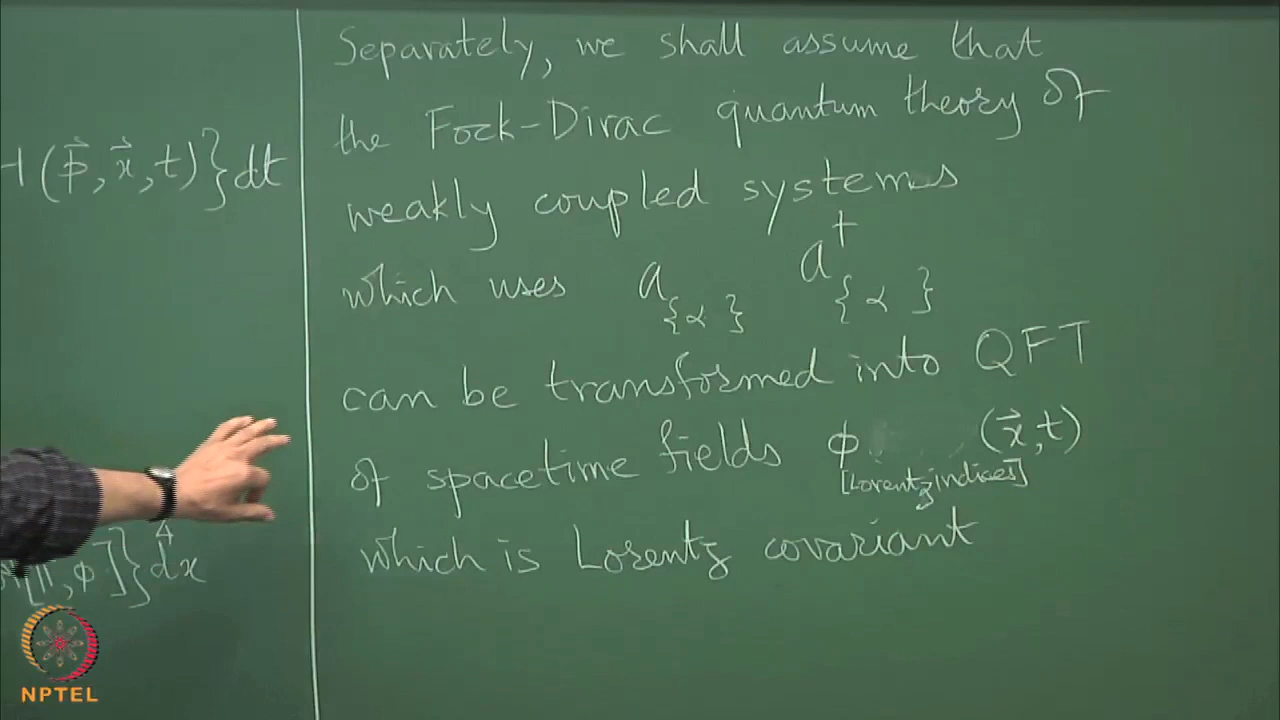 H(p⃗, x⃗, t)}dt
[Π, φ]}d⁴x
Separately, we shall assume that
the Fock-Dirac quantum theory of
weakly coupled systems
which uses a_{α} a†_{α}
can be transformed into QFT
of spacetime fields φ_[Lorentz indices] (x⃗,t)
which is Lorentz covariant
NPTEL